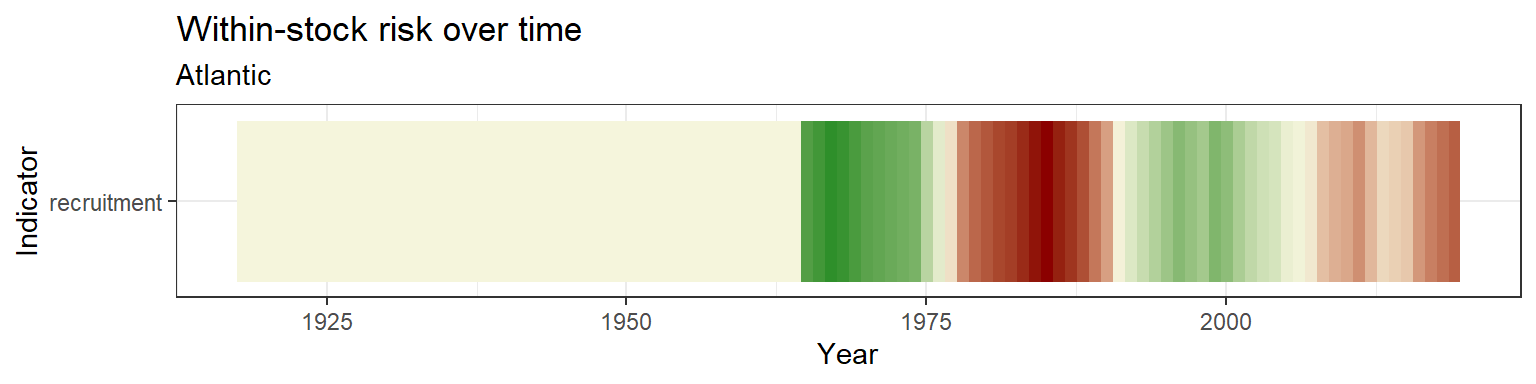 Within-stock risk over time
Atlantic
Indicator
recruitment
1925 1950 1975 2000
Year